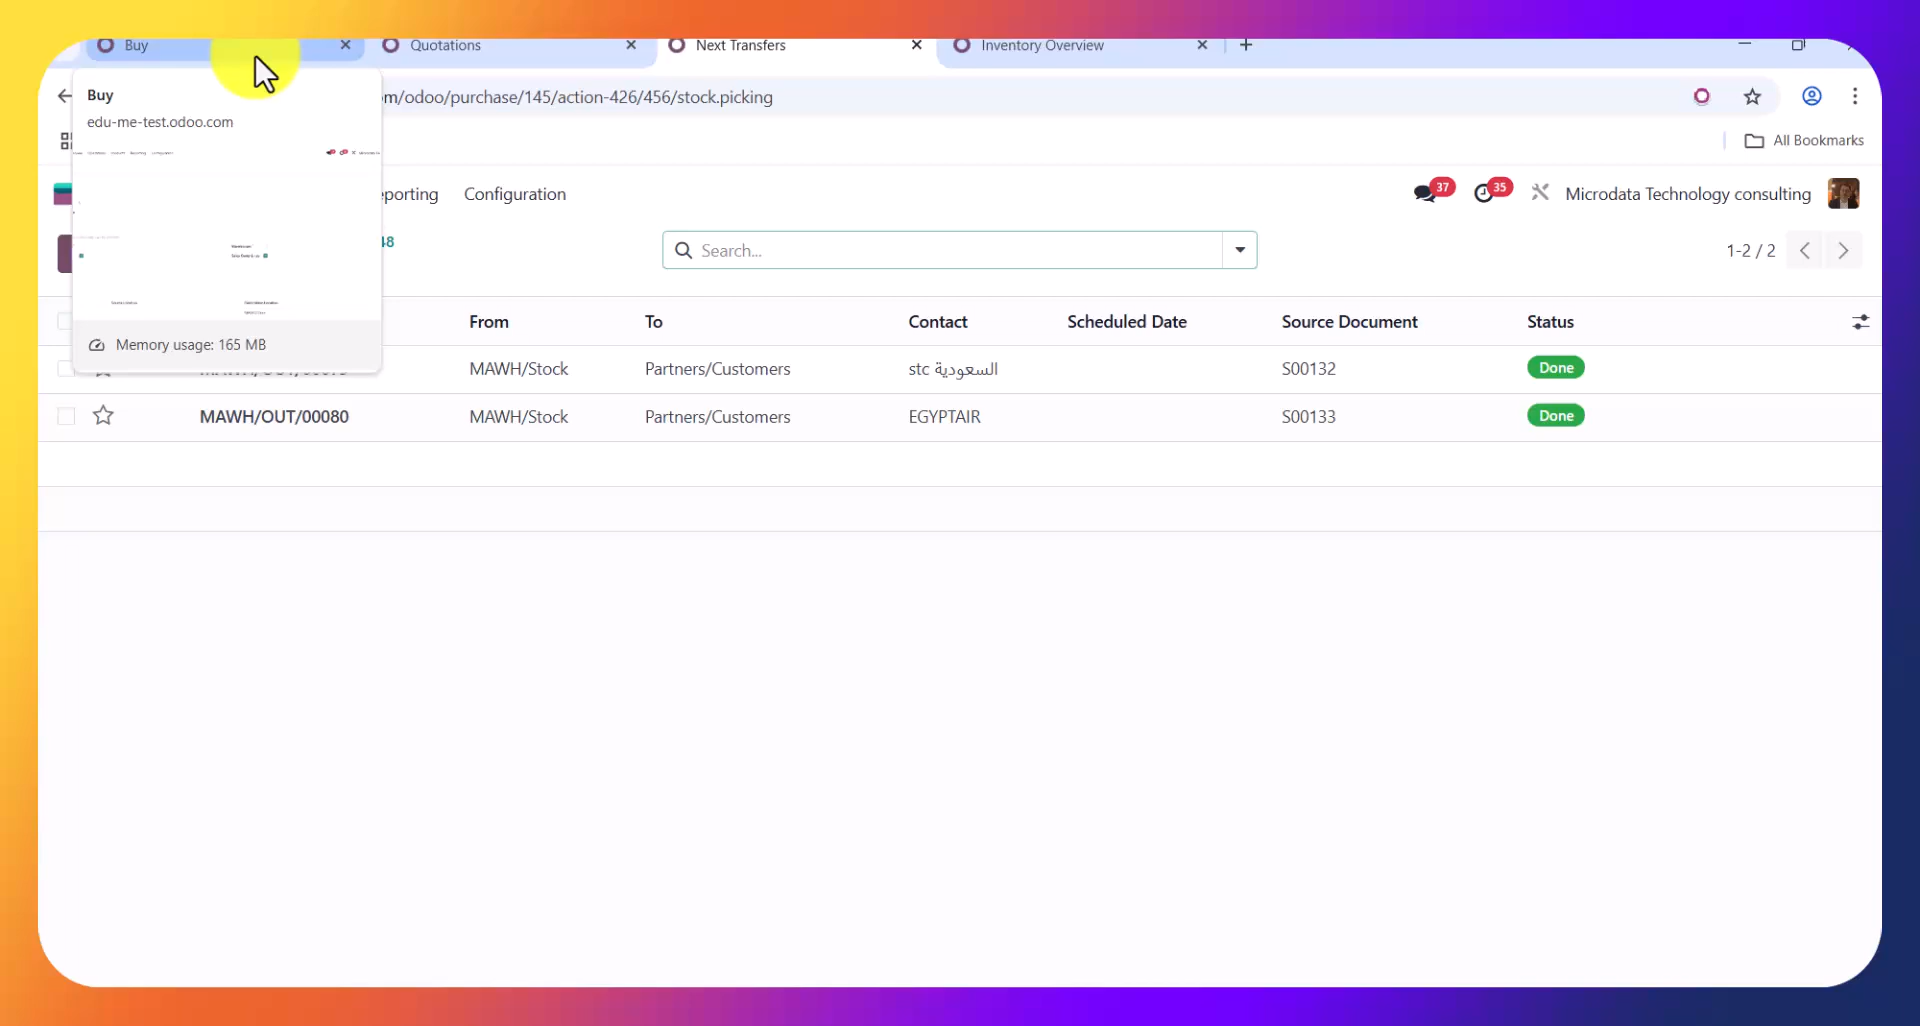 Buy
Quotations
Next Transfers
Inventory Overview
Buy
edu-me-test.odoo.com
Memory usage: 165 MB
m/odoo/purchase/145/action-426/456/stock.picking
All Bookmarks
eporting
Configuration
37
35
Microdata Technology consulting
48
Search...
1-2 / 2
From
To
Contact
Scheduled Date
Source Document
Status
MAWH/Stock
Partners/Customers
stc السعودية
S00132
Done
MAWH/OUT/00080
MAWH/Stock
Partners/Customers
EGYPTAIR
S00133
Done